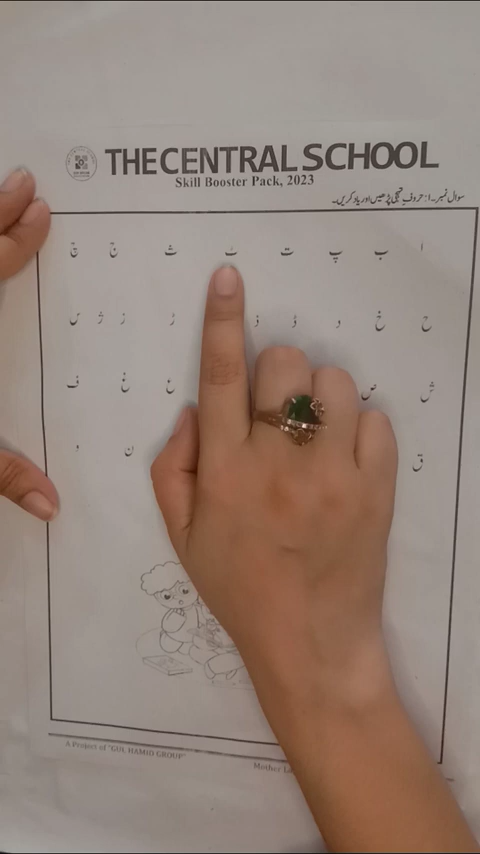 THE CENTRAL SCHOOL
Skill Booster Pack, 2023
سوال نمبر۔۱: حروفِ تہجی پڑھیں اور یاد کریں۔
ا ب پ ت ٹ ث ج چ
ح خ د ڈ ذ ڑ ز ژ س
ش ص ع غ ف
ق ن و
A Project of "GUL HAMID GROUP"
Mother